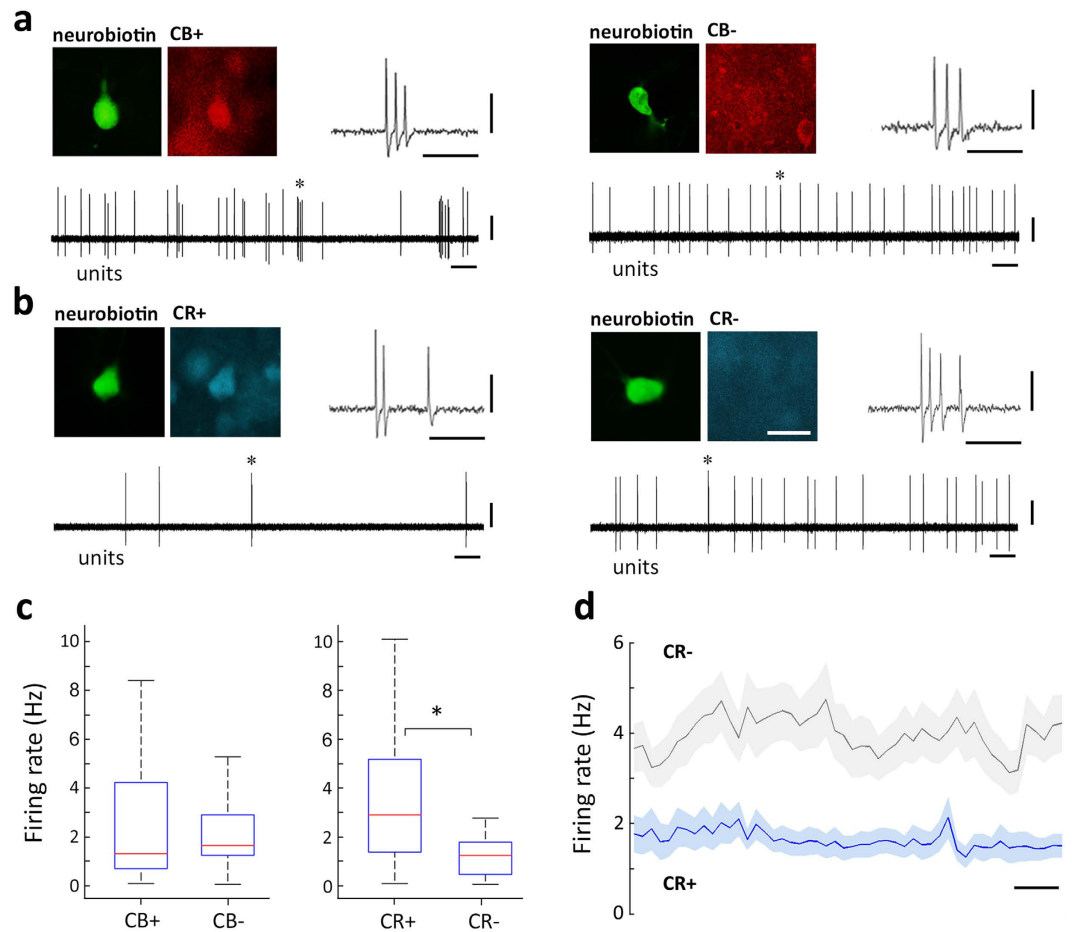 a
neurobiotin CB+
neurobiotin CB-
*
*
units
units
b
neurobiotin CR+
neurobiotin CR-
*
*
units
units
c
d
Firing rate (Hz)
10
8
6
4
2
0
CB+ CB-
10
8
6
4
2
0
*
CR+ CR-
Firing rate (Hz)
6
4
2
0
CR-
CR+